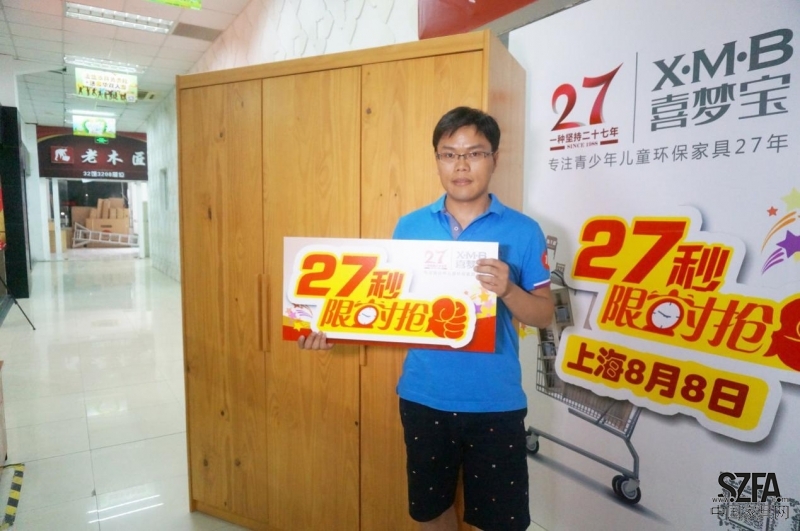 老木匠
27
一种坚持二十七年
SINCE 1988
X·M·B
喜梦宝
专注青少年儿童环保家具27年
27秒
限时抢
上海8月8日
27
X·M·B
27秒
限时抢
SZFA